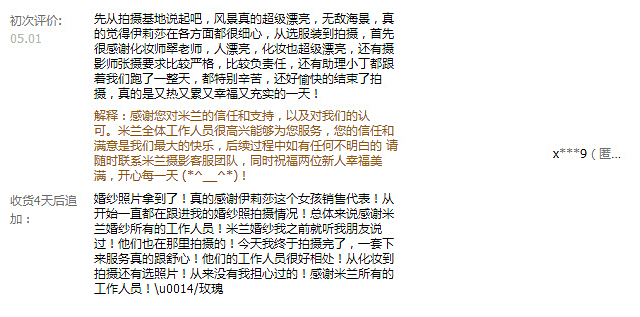 初次评价:
05.01
先从拍摄基地说起吧，风景真的超级漂亮，无敌海景，真
的觉得伊莉莎在各方面都很细心，从选服装到拍摄，首先
很感谢化妆师翠老师，人漂亮，化妆也超级漂亮，还有摄
影师张摄要求比较严格，比较负责任，还有助理小丁都跟
着我们跑了一整天，都特别辛苦，还好愉快的结束了拍
摄，真的是又热又累又幸福又充实的一天！
解释：感谢您对米兰的信任和支持，以及对我们的认
可。米兰全体工作人员很高兴能够为您服务，您的信任和
满意是我们最大的快乐，后续过程中如有任何不明白的 请
随时联系米兰摄影客服团队，同时祝福两位新人幸福美
满，开心每一天 (*^__^*)！
x***9（匿...
收货4天后追
加：
婚纱照片拿到了！真的感谢伊莉莎这个女孩销售代表！从
开始一直都在跟进我的婚纱照拍摄情况！总体来说感谢米
兰婚纱所有的工作人员！米兰婚纱我之前就听我朋友说
过！他们也在那里拍摄的！今天我终于拍摄完了，一套下
来服务真的跟舒心！他们的工作人员很好相处！从化妆到
拍摄还有选照片！从来没有我担心过的！感谢米兰所有的
工作人员！\u0014/玫瑰